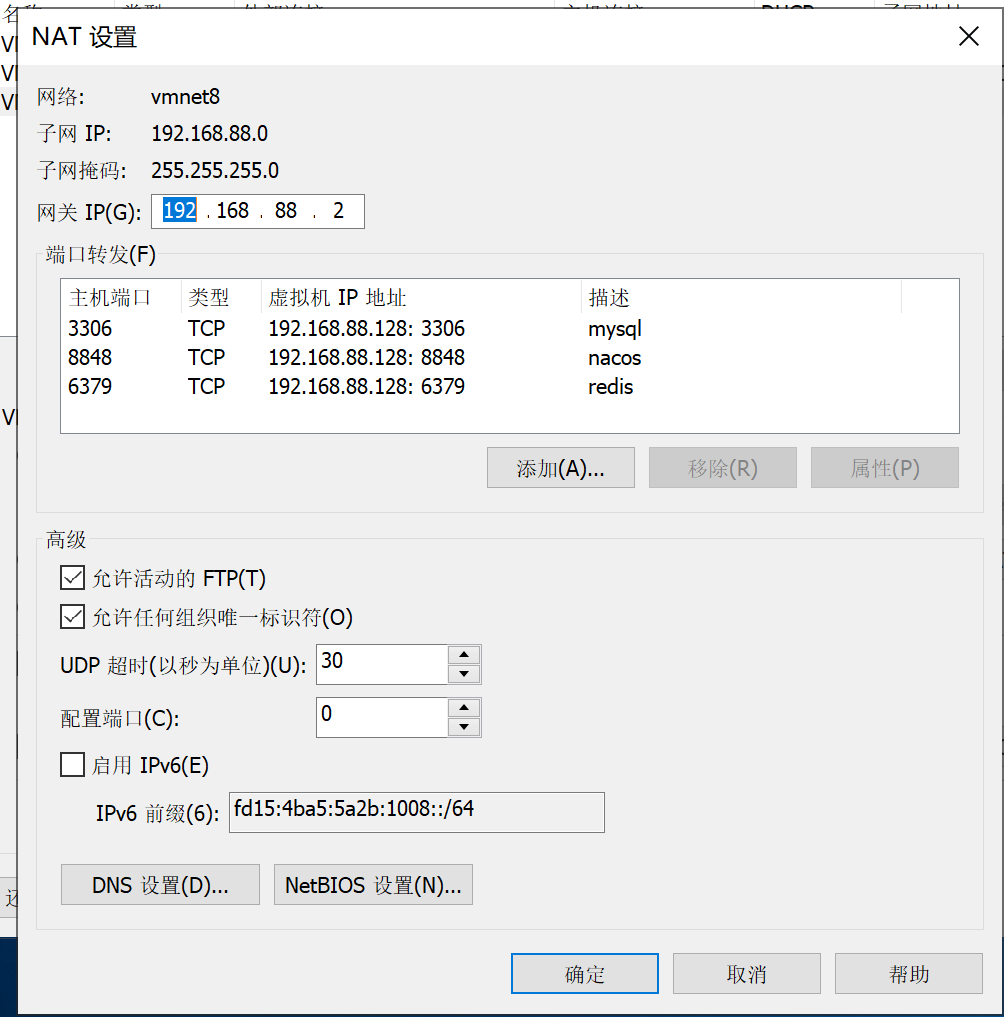 NAT 设置
网络: vmnet8
子网 IP: 192.168.88.0
子网掩码: 255.255.255.0
网关 IP(G): 192 . 168 . 88 . 2
端口转发(F)
主机端口 类型 虚拟机 IP 地址 描述
3306 TCP 192.168.88.128: 3306 mysql
8848 TCP 192.168.88.128: 8848 nacos
6379 TCP 192.168.88.128: 6379 redis
添加(A)... 移除(R) 属性(P)
高级
允许活动的 FTP(T)
允许任何组织唯一标识符(O)
UDP 超时(以秒为单位)(U): 30
配置端口(C): 0
启用 IPv6(E)
IPv6 前缀(6): fd15:4ba5:5a2b:1008::/64
DNS 设置(D)... NetBIOS 设置(N)...
确定 取消 帮助